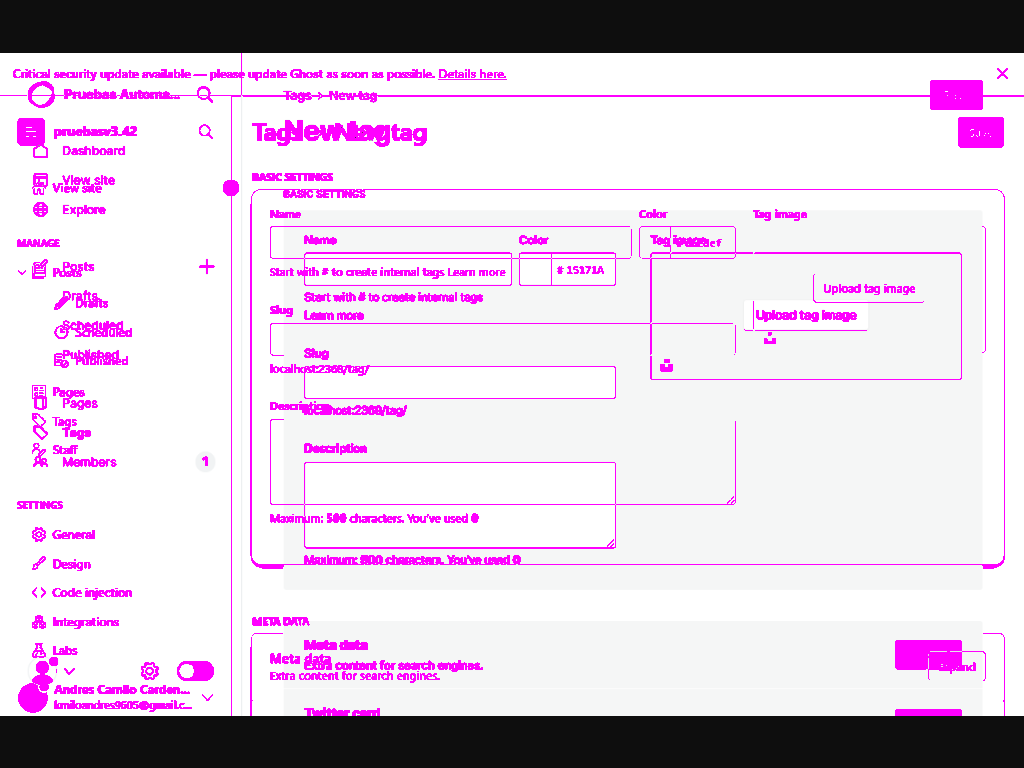 Critical security update available — please update Ghost as soon as possible. Details here.
Pruebas Automa...
Tags > New tag
pruebasv3.42
New tag
Dashboard
View site
View site
Explore
BASIC SETTINGS
BASIC SETTINGS
Name
Color
Tag image
MANAGE
Name
Color
Tag image
Posts
Posts
Start with # to create internal tags Learn more
# 15171A
Upload tag image
Drafts
Drafts
Start with # to create internal tags
Learn more
Slug
Upload tag image
Scheduled
Scheduled
Published
Published
Slug
localhost:2368/tag/
Pages
Pages
Description
localhost:2368/tag/
Tags
Tags
Staff
Members
1
Description
SETTINGS
Maximum: 500 characters. You've used 0
General
Design
Maximum: 500 characters. You've used 0
Code injection
Integrations
META DATA
Labs
Meta data
Meta data
Extra content for search engines.
Extra content for search engines.
Expand
Andres Camilo Carden...
kmiloandres9605@gmail.c...
Twitter card